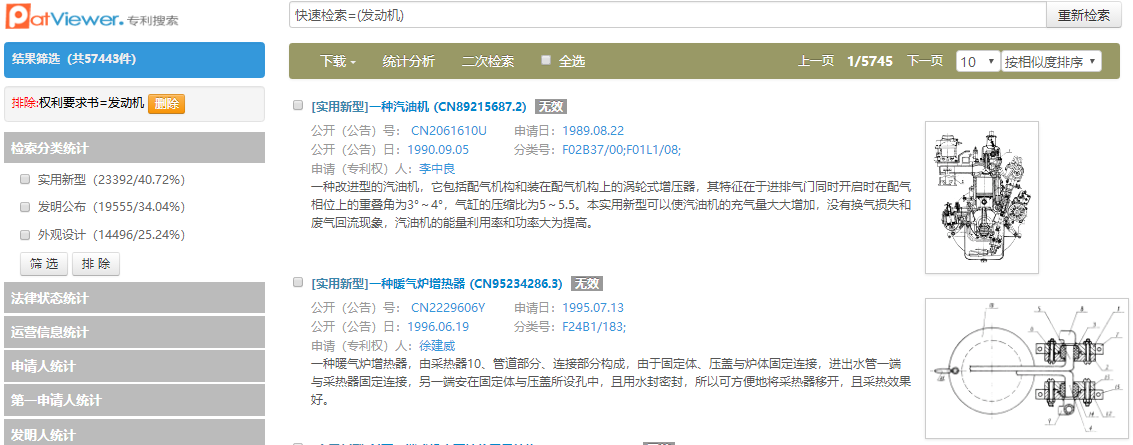 PatViewer. 专利搜索
快速检索=(发动机)
重新检索
结果筛选（共57443件）
排除:权利要求书=发动机 删除
检索分类统计
实用新型（23392/40.72%）
发明公布（19555/34.04%）
外观设计（14496/25.24%）
筛 选 排 除
法律状态统计
运营信息统计
申请人统计
第一申请人统计
发明人统计
下载 统计分析 二次检索 全选 上一页 1/5745 下一页 10 按相似度排序
[实用新型]一种汽油机 (CN89215687.2) 无效
公开（公告）号： CN2061610U 申请日：1989.08.22
公开（公告）日：1990.09.05 分类号：F02B37/00;F01L1/08;
申请（专利权）人：李中良
一种改进型的汽油机，它包括配气机构和装在配气机构上的涡轮式增压器，其特征在于进排气门同时开启时在配气
相位上的重叠角为3°～4°，气缸的压缩比为5～5.5。本实用新型可以使汽油机的充气量大大增加，没有换气损失和
废气回流现象，汽油机的能量利用率和功率大为提高。
[实用新型]一种暖气炉增热器 (CN95234286.3) 无效
公开（公告）号： CN2229606Y 申请日：1995.07.13
公开（公告）日：1996.06.19 分类号：F24B1/183;
申请（专利权）人：徐建威
一种暖气炉增热器，由采热器10、管道部分、连接部分构成，由于固定体、压盖与炉体固定连接，进出水管一端
与采热器固定连接，另一端安在固定体与压盖所设孔中，且用水封密封，所以可方便地将采热器移开，且采热效果
好。